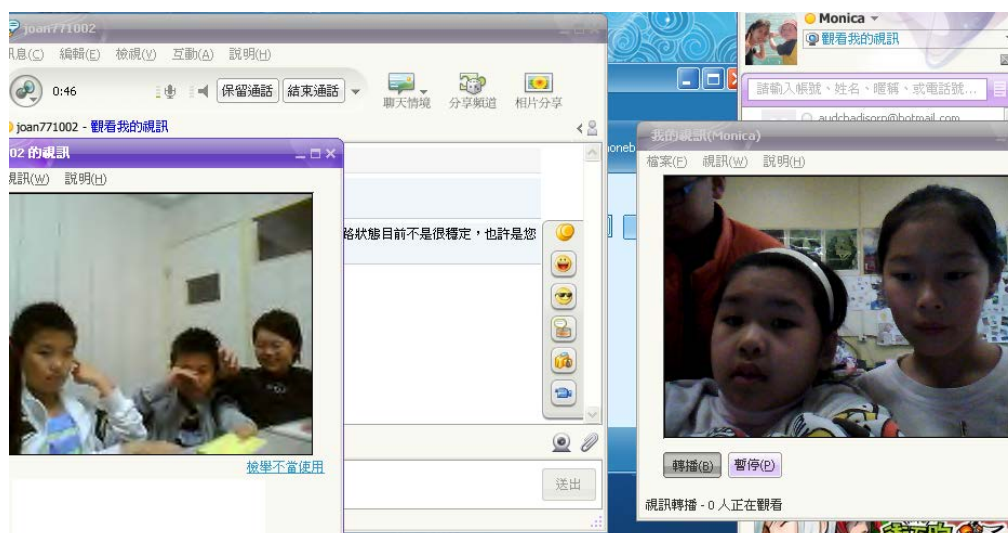 joan771002
訊息(C) 編輯(E) 檢視(V) 互動(A) 說明(H)
0:46
保留通話 結束通話
聊天情境 分享頻道 相片分享
joan771002 - 觀看我的視訊
02 的視訊
視訊(W) 說明(H)
路狀態目前不是很穩定，也許是您
檢舉不當使用
送出
Monica
觀看我的視訊
請輸入帳號、姓名、暱稱、或電話號...
audchadisorn@hotmail.com
我的視訊(Monica)
檔案(F) 視訊(W) 說明(H)
轉播(B) 暫停(P)
視訊轉播 - 0 人正在觀看